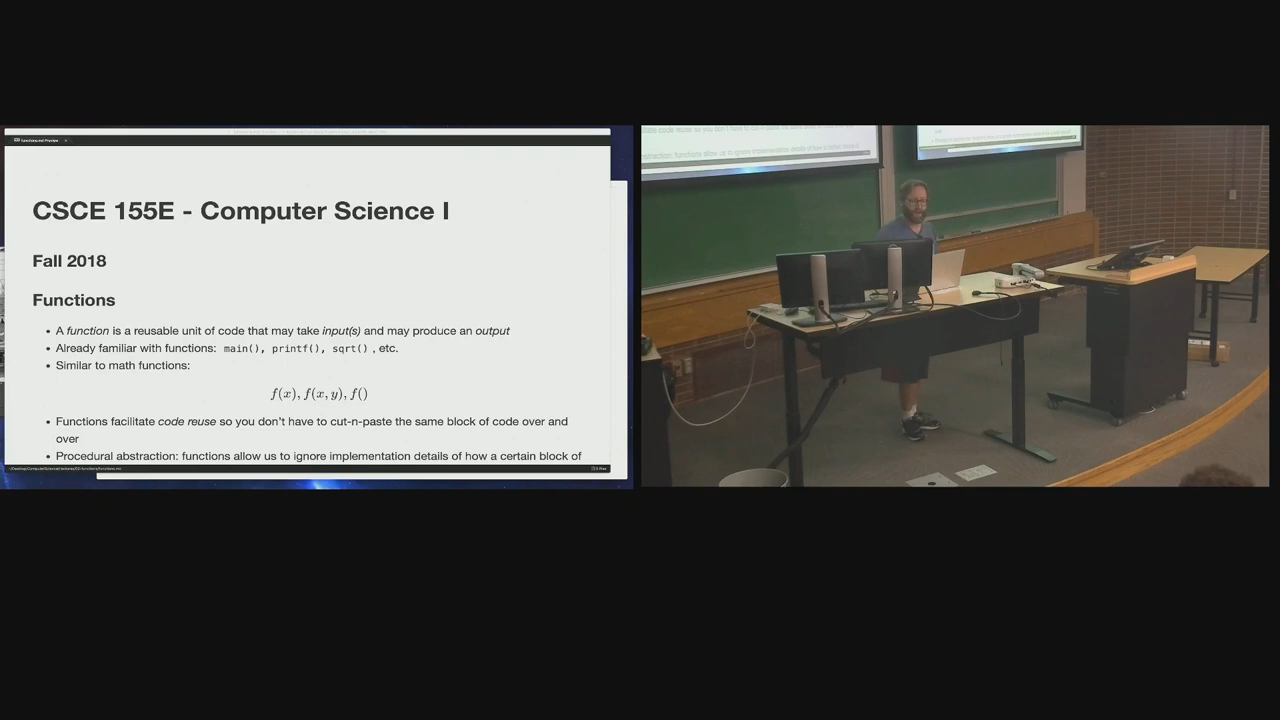 Functions.md Preview
CSCE 155E - Computer Science I
Fall 2018
Functions
• A function is a reusable unit of code that may take input(s) and may produce an output
• Already familiar with functions: main(), printf(), sqrt() , etc.
• Similar to math functions:
f(x), f(x, y), f()
• Functions facilitate code reuse so you don't have to cut-n-paste the same block of code over and
over
• Procedural abstraction: functions allow us to ignore implementation details of how a certain block of